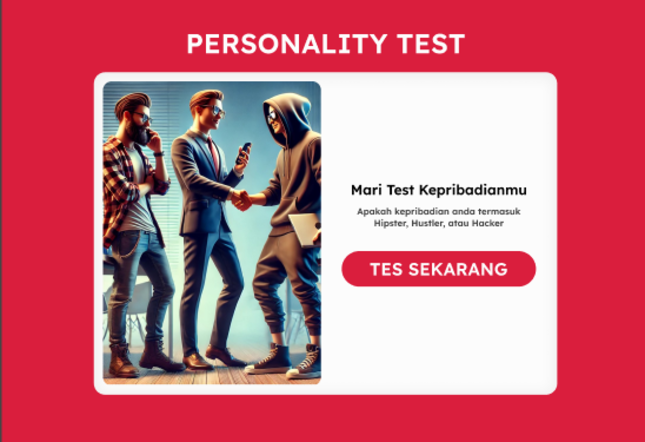 PERSONALITY TEST
Mari Test Kepribadianmu
Apakah kepribadian anda termasuk
Hipster, Hustler, atau Hacker
TES SEKARANG